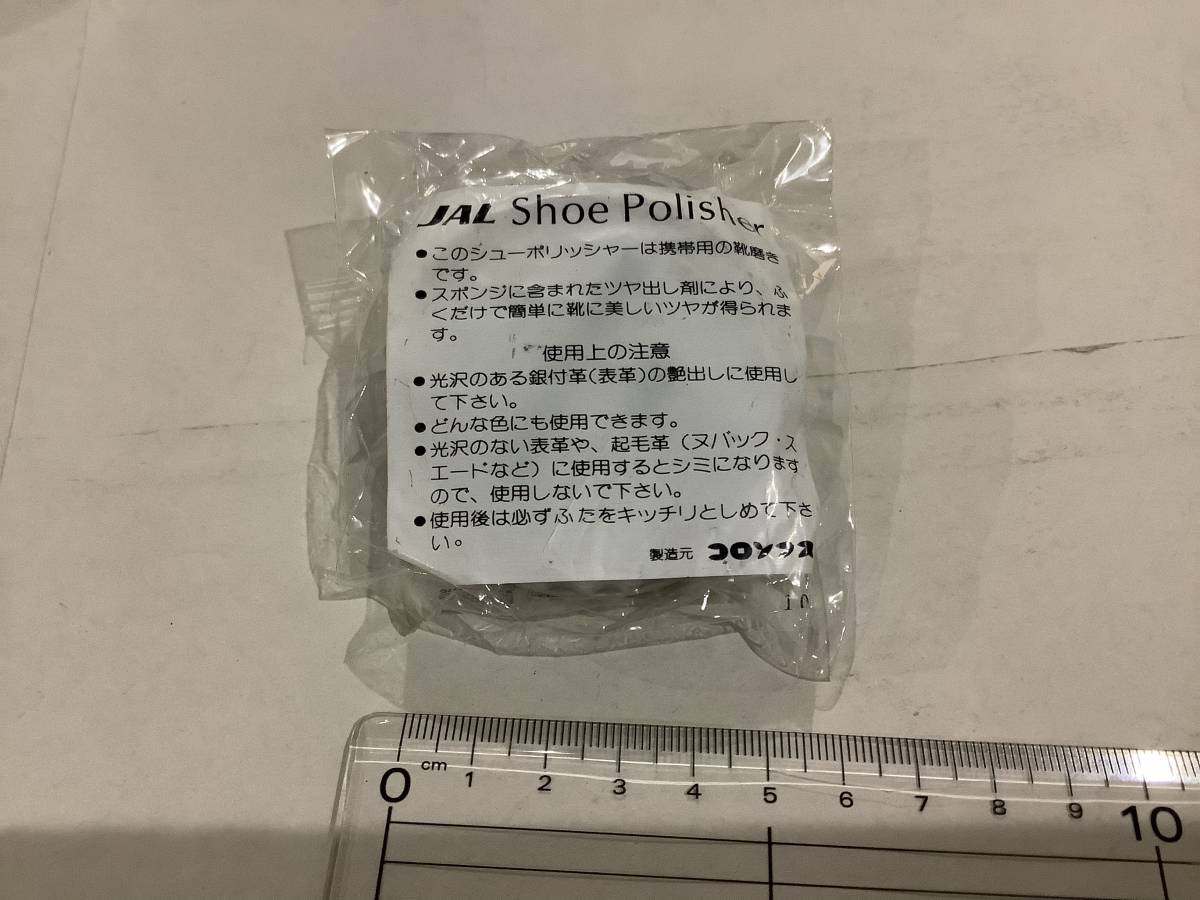 JAL Shoe Polisher
●このシューポリッシャーは携帯用の靴磨き
です。
●スポンジに含まれたツヤ出し剤により、ふ
くだけで簡単に靴に美しいツヤが得られま
す。
使用上の注意
●光沢のある銀付革(表革)の艶出しに使用し
て下さい。
●どんな色にも使用できます。
●光沢のない表革や、起毛革(ヌバック・ス
エードなど)に使用するとシミになります
ので、使用しないで下さい。
●使用後は必ずふたをキッチリとしめて下さ
い。
製造元
10
0 cm 1 2 3 4 5 6 7 8 9 10